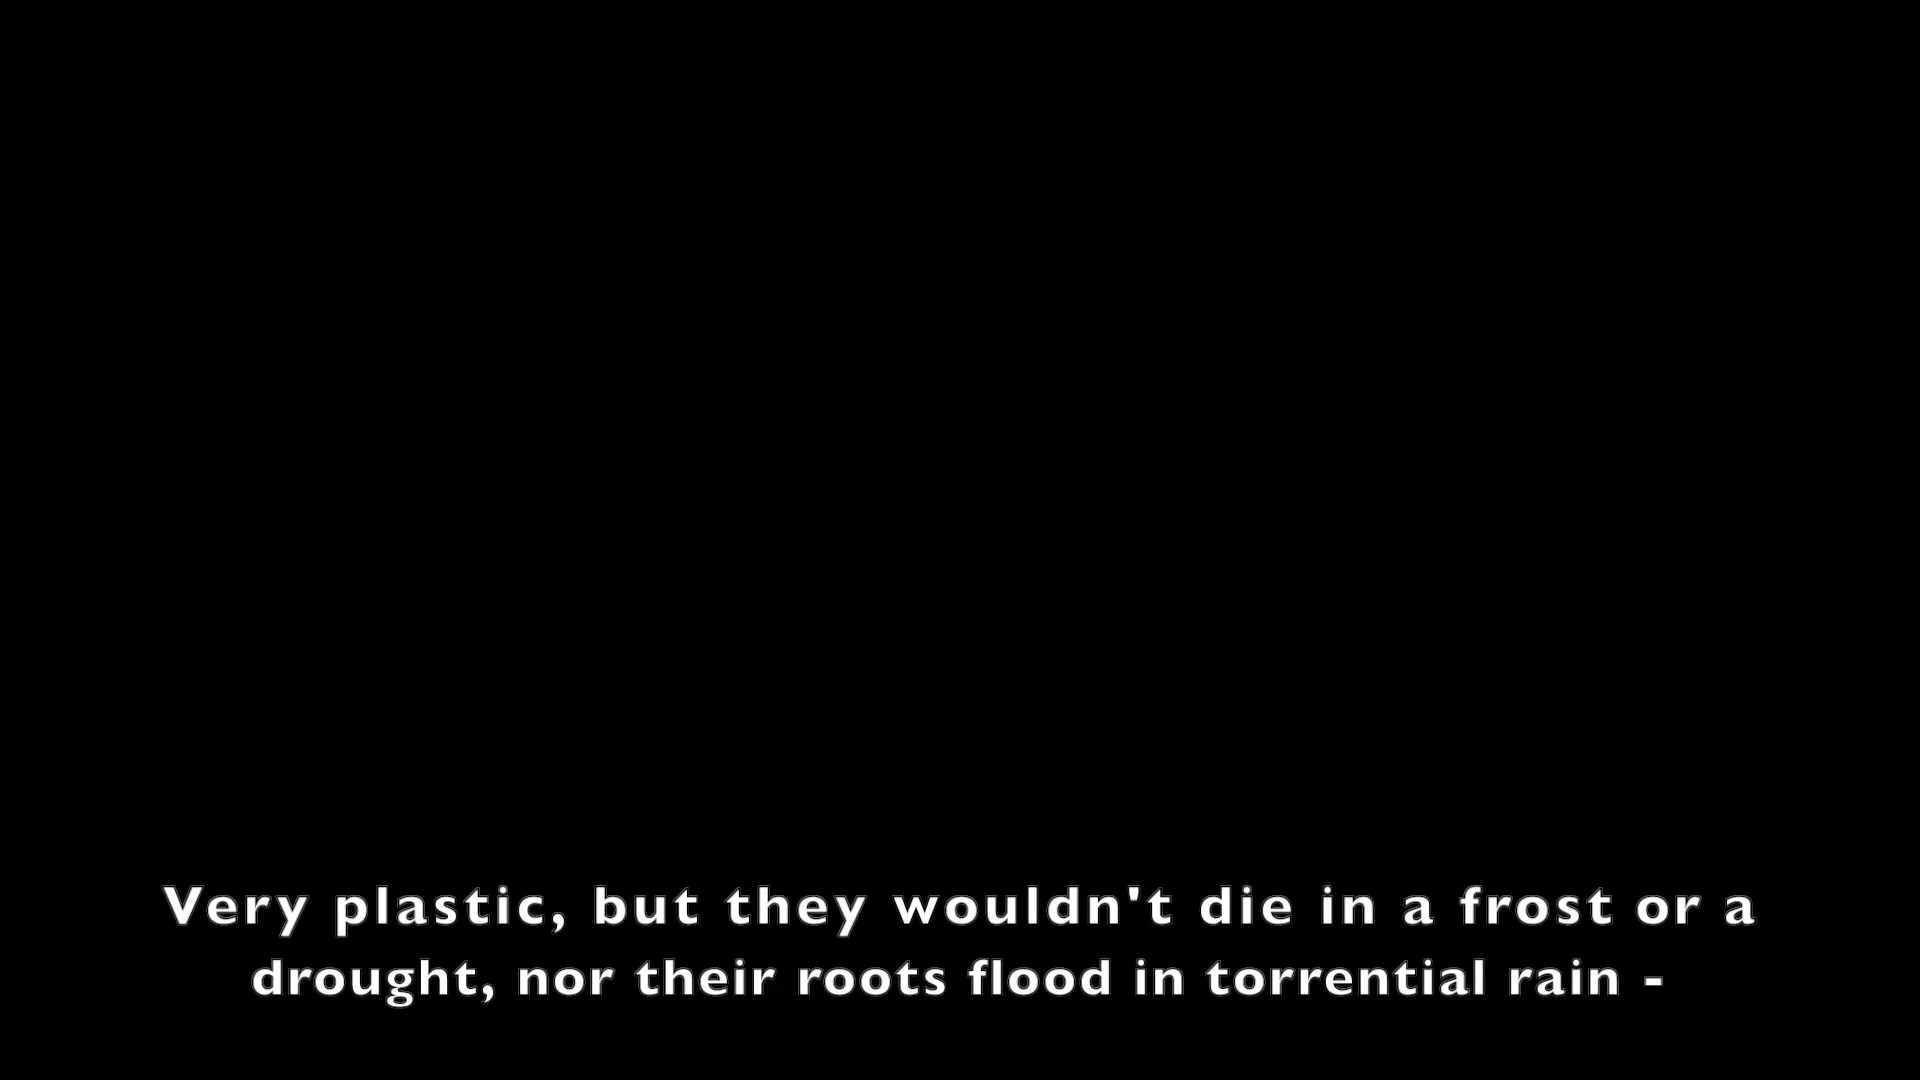 Very plastic, but they wouldn't die in a frost or a
drought, nor their roots flood in torrential rain -